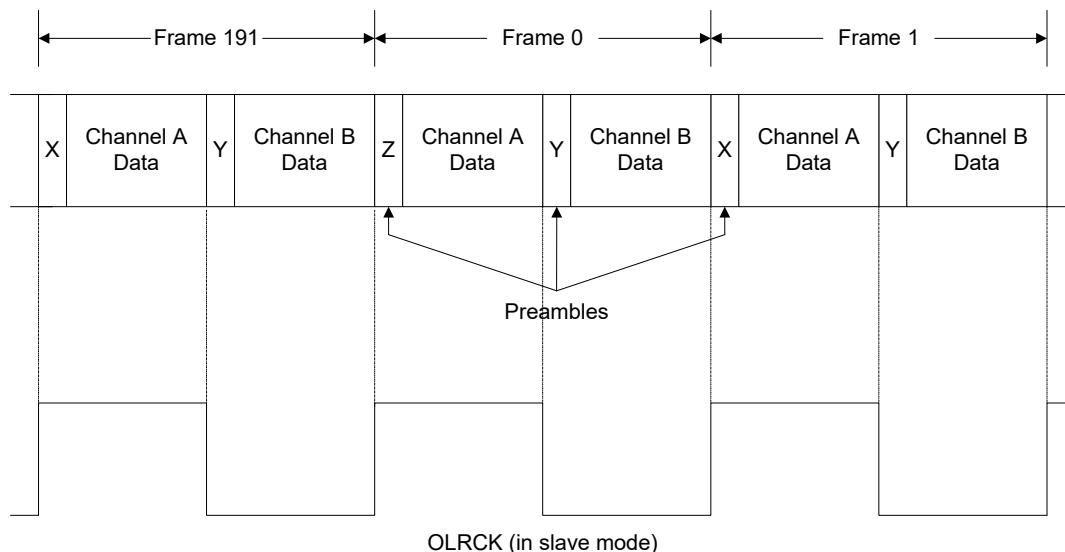 Frame 191 Frame 0 Frame 1
X Channel A Data Y Channel B Data Z Channel A Data Y Channel B Data X Channel A Data Y Channel B Data
Preambles
OLRCK (in slave mode)